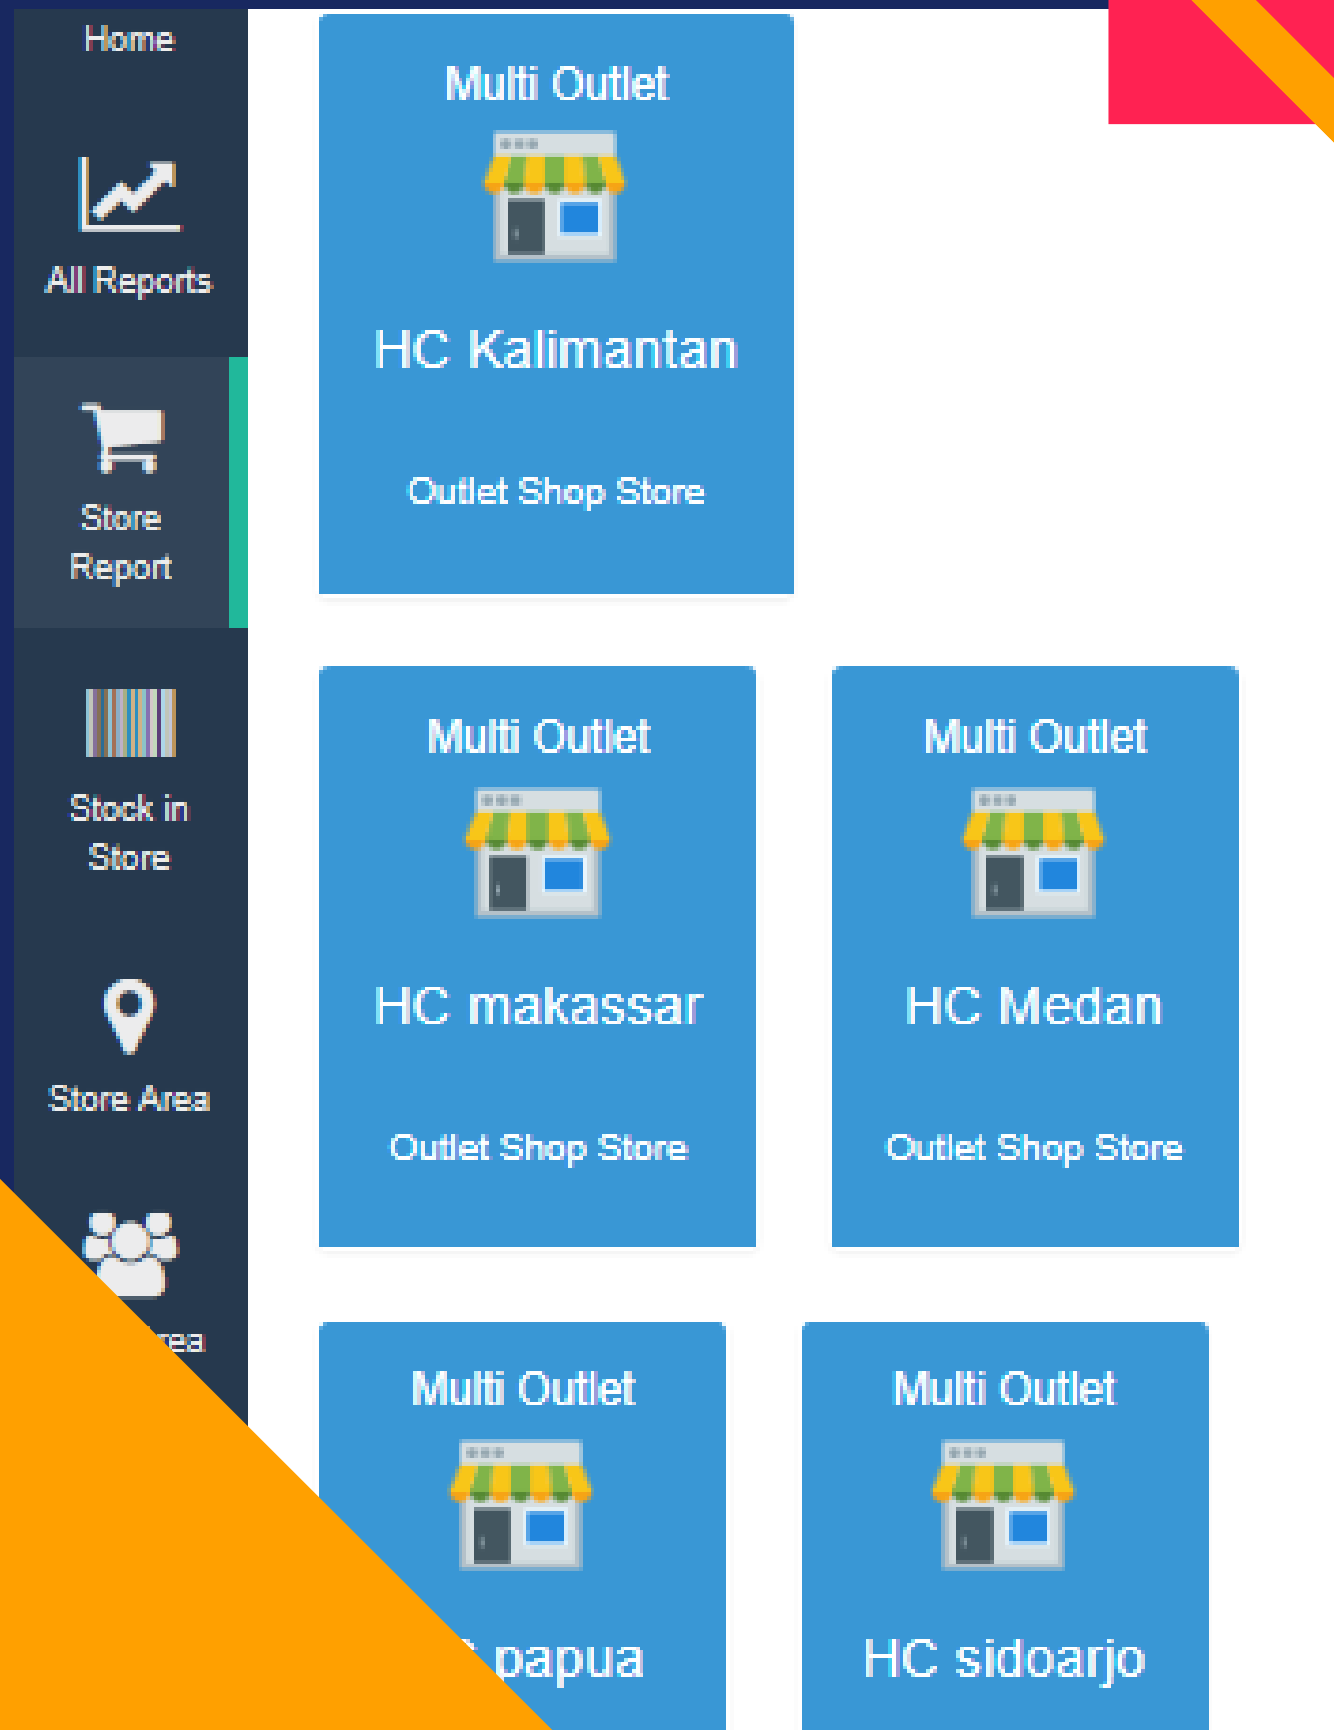 Home
All Reports
Store
Report
Stock in
Store
Store Area
Multi Outlet
HC Kalimantan
Outlet Shop Store
Multi Outlet
HC makassar
Outlet Shop Store
Multi Outlet
HC Medan
Outlet Shop Store
Multi Outlet
papua
Multi Outlet
HC sidoarjo